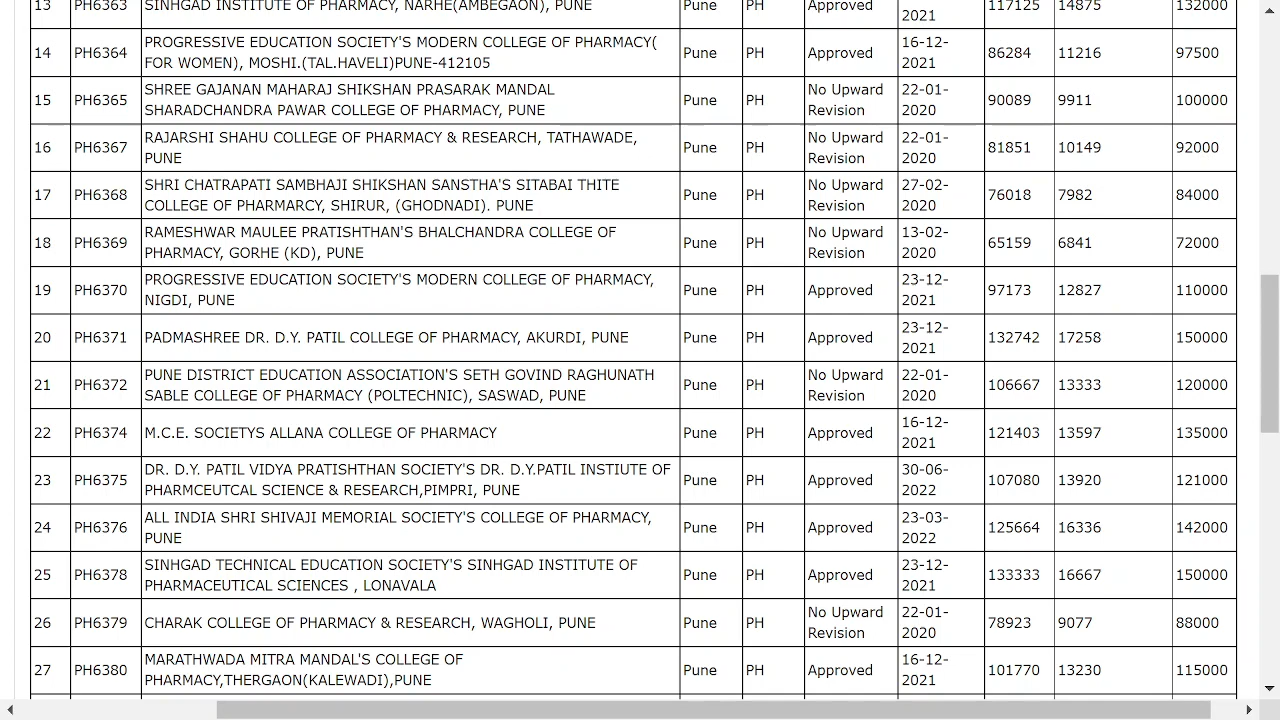 13 PH6363 SINHGAD INSTITUTE OF PHARMACY, NARHE(AMBEGAON), PUNE Pune PH Approved 2021 117125 14875 132000
14 PH6364 PROGRESSIVE EDUCATION SOCIETY'S MODERN COLLEGE OF PHARMACY( Pune PH Approved 16-12- 86284 11216 97500
FOR WOMEN), MOSHI.(TAL.HAVELI)PUNE-412105 2021
15 PH6365 SHREE GAJANAN MAHARAJ SHIKSHAN PRASARAK MANDAL Pune PH No Upward 22-01- 90089 9911 100000
SHARADCHANDRA PAWAR COLLEGE OF PHARMACY, PUNE Revision 2020
16 PH6367 RAJARSHI SHAHU COLLEGE OF PHARMACY & RESEARCH, TATHAWADE, Pune PH No Upward 22-01- 81851 10149 92000
PUNE Revision 2020
17 PH6368 SHRI CHATRAPATI SAMBHAJI SHIKSHAN SANSTHA'S SITABAI THITE Pune PH No Upward 27-02- 76018 7982 84000
COLLEGE OF PHARMARCY, SHIRUR, (GHODNADI). PUNE Revision 2020
18 PH6369 RAMESHWAR MAULEE PRATISHTHAN'S BHALCHANDRA COLLEGE OF Pune PH No Upward 13-02- 65159 6841 72000
PHARMACY, GORHE (KD), PUNE Revision 2020
19 PH6370 PROGRESSIVE EDUCATION SOCIETY'S MODERN COLLEGE OF PHARMACY, Pune PH Approved 23-12- 97173 12827 110000
NIGDI, PUNE 2021
20 PH6371 PADMASHREE DR. D.Y. PATIL COLLEGE OF PHARMACY, AKURDI, PUNE Pune PH Approved 23-12- 132742 17258 150000
2021
21 PH6372 PUNE DISTRICT EDUCATION ASSOCIATION'S SETH GOVIND RAGHUNATH Pune PH No Upward 22-01- 106667 13333 120000
SABLE COLLEGE OF PHARMACY (POLTECHNIC), SASWAD, PUNE Revision 2020
22 PH6374 M.C.E. SOCIETYS ALLANA COLLEGE OF PHARMACY Pune PH Approved 16-12- 121403 13597 135000
2021
23 PH6375 DR. D.Y. PATIL VIDYA PRATISHTHAN SOCIETY'S DR. D.Y.PATIL INSTIUTE OF Pune PH Approved 30-06- 107080 13920 121000
PHARMCEUTCAL SCIENCE & RESEARCH,PIMPRI, PUNE 2022
24 PH6376 ALL INDIA SHRI SHIVAJI MEMORIAL SOCIETY'S COLLEGE OF PHARMACY, Pune PH Approved 23-03- 125664 16336 142000
PUNE 2022
25 PH6378 SINHGAD TECHNICAL EDUCATION SOCIETY'S SINHGAD INSTITUTE OF Pune PH Approved 23-12- 133333 16667 150000
PHARMACEUTICAL SCIENCES , LONAVALA 2021
26 PH6379 CHARAK COLLEGE OF PHARMACY & RESEARCH, WAGHOLI, PUNE Pune PH No Upward 22-01- 78923 9077 88000
Revision 2020
27 PH6380 MARATHWADA MITRA MANDAL'S COLLEGE OF Pune PH Approved 16-12- 101770 13230 115000
PHARMACY,THERGAON(KALEWADI),PUNE 2021